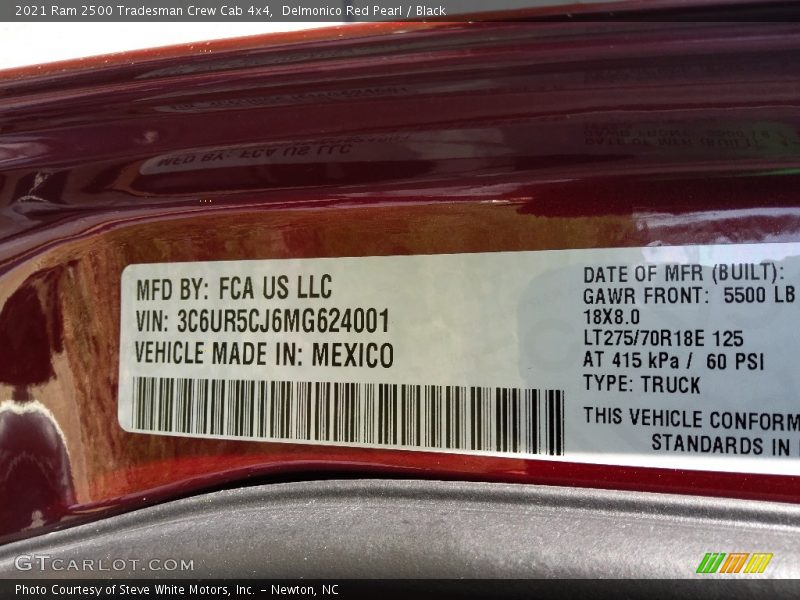 2021 Ram 2500 Tradesman Crew Cab 4x4, Delmonico Red Pearl / Black
MFD BY: FCA US LLC
VIN: 3C6UR5CJ6MG624001
VEHICLE MADE IN: MEXICO
DATE OF MFR (BUILT):
GAWR FRONT: 5500 LB
18X8.0
LT275/70R18E 125
AT 415 kPa / 60 PSI
TYPE: TRUCK
THIS VEHICLE CONFORM
STANDARDS IN
GTCARLOT.COM
Photo Courtesy of Steve White Motors, Inc. – Newton, NC